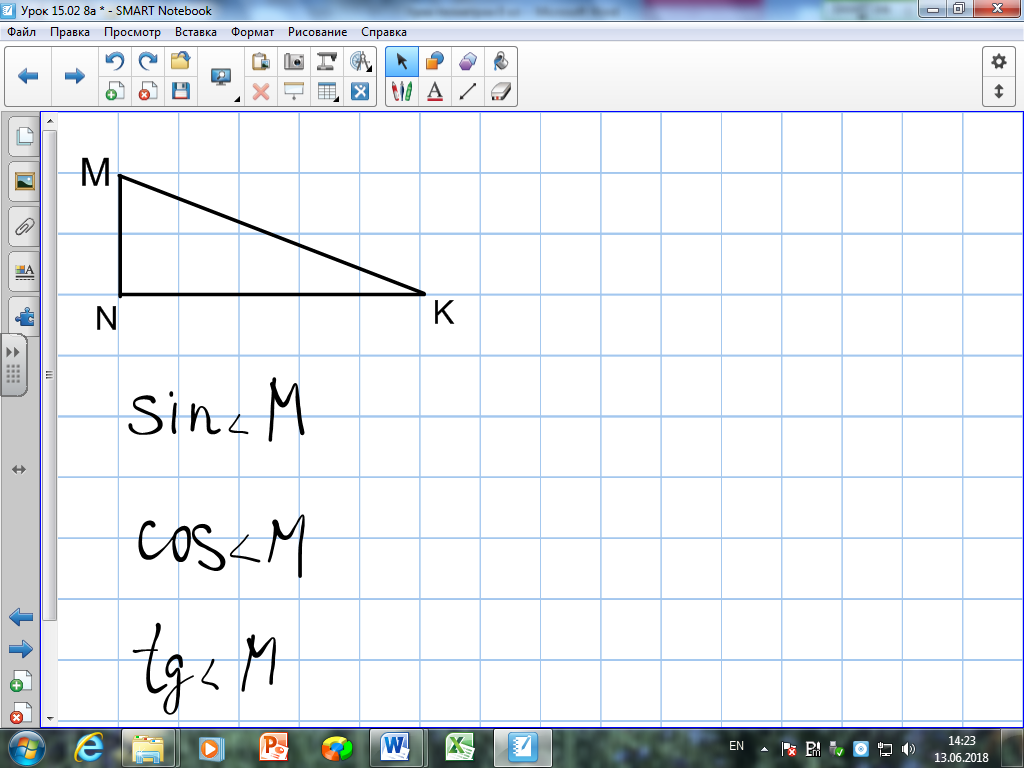 Урок 15.02 8а * - SMART Notebook
Файл Правка Просмотр Вставка Формат Рисование Справка
M
N
K
sin< M
cos<M
tg< M
EN
14:23
13.06.2018